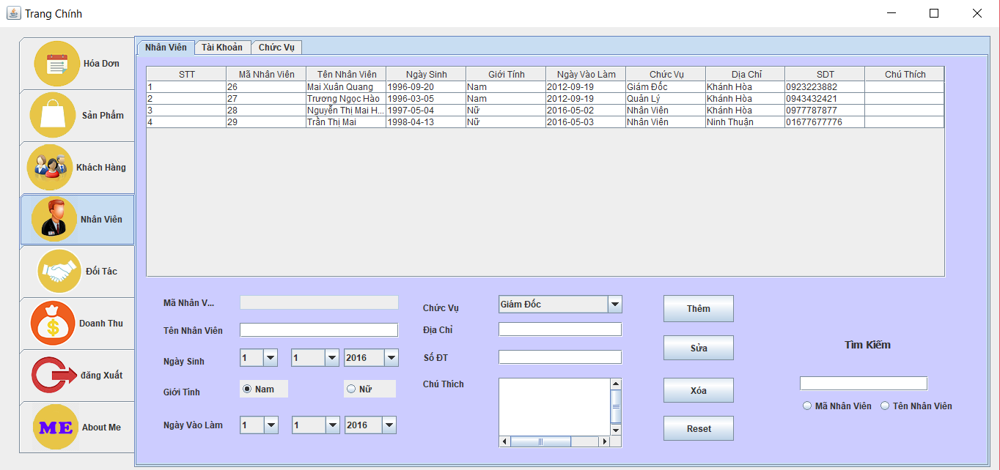 Trang Chính
Hóa Dơn
Sản Phẩm
Khách Hàng
Nhân Viên
Đối Tác
Doanh Thu
đăng Xuất
ME About Me
Nhân Viên Tài Khoản Chức Vụ
STT Mã Nhân Viên Tên Nhân Viên Ngày Sinh Giới Tính Ngày Vào Làm Chức Vụ Địa Chỉ SDT Chú Thích
1 26 Mai Xuân Quang 1996-09-20 Nam 2012-09-19 Giám Đốc Khánh Hòa 0923223882
2 27 Trương Ngọc Hào 1996-03-05 Nam 2012-09-19 Quản Lý Khánh Hòa 0943432421
3 28 Nguyễn Thị Mai H... 1997-05-04 Nữ 2016-05-02 Nhân Viên Khánh Hòa 0977787877
4 29 Trần Thị Mai 1998-04-13 Nữ 2016-05-03 Nhân Viên Ninh Thuận 01677677776
Mã Nhân V...
Tên Nhân Viên
Ngày Sinh 1 1 2016
Giới Tính Nam Nữ
Ngày Vào Làm 1 1 2016
Chức Vụ Giám Đốc
Địa Chỉ
Số ĐT
Chú Thích
Thêm
Sửa
Xóa
Reset
Tìm Kiếm
Mã Nhân Viên Tên Nhân Viên